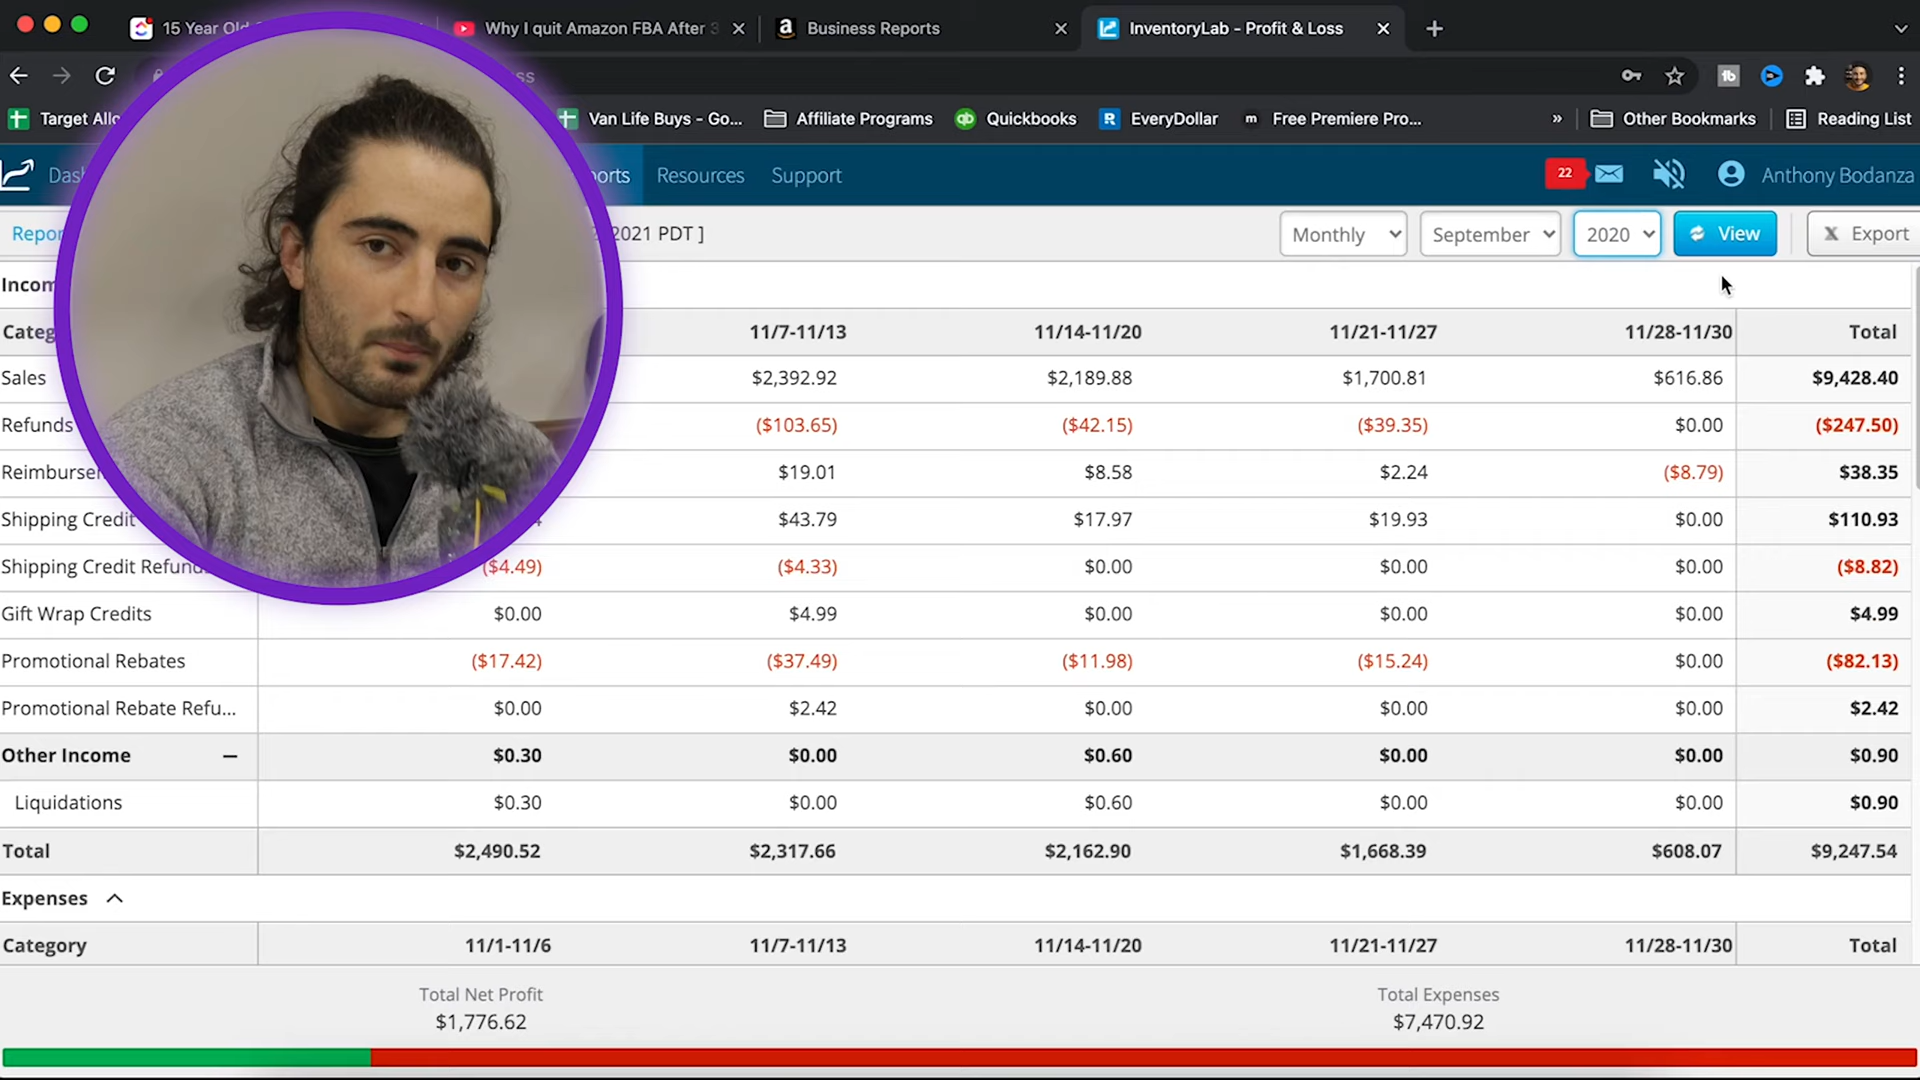 15 Year Ol
Why I quit Amazon FBA After 3
Business Reports
InventoryLab - Profit & Loss
ss
Target Allo
Van Life Buys - Go...
Affiliate Programs
Quickbooks
EveryDollar
Free Premiere Pro...
Other Bookmarks
Reading List
Das
orts
Resources
Support
22
Anthony Bodanza
Repor
2021 PDT ]
Monthly
September
2020
View
Export
Incom
Categ
11/7-11/13
11/14-11/20
11/21-11/27
11/28-11/30
Total
Sales
$2,392.92
$2,189.88
$1,700.81
$616.86
$9,428.40
Refunds
($103.65)
($42.15)
($39.35)
$0.00
($247.50)
Reimburse
$19.01
$8.58
$2.24
($8.79)
$38.35
Shipping Credit
$43.79
$17.97
$19.93
$0.00
$110.93
Shipping Credit Refund
($4.49)
($4.33)
$0.00
$0.00
$0.00
($8.82)
Gift Wrap Credits
$0.00
$4.99
$0.00
$0.00
$0.00
$4.99
Promotional Rebates
($17.42)
($37.49)
($11.98)
($15.24)
$0.00
($82.13)
Promotional Rebate Refu...
$0.00
$2.42
$0.00
$0.00
$0.00
$2.42
Other Income
$0.30
$0.00
$0.60
$0.00
$0.00
$0.90
Liquidations
$0.30
$0.00
$0.60
$0.00
$0.00
$0.90
Total
$2,490.52
$2,317.66
$2,162.90
$1,668.39
$608.07
$9,247.54
Expenses
Category
11/1-11/6
11/7-11/13
11/14-11/20
11/21-11/27
11/28-11/30
Total
Total Net Profit
$1,776.62
Total Expenses
$7,470.92